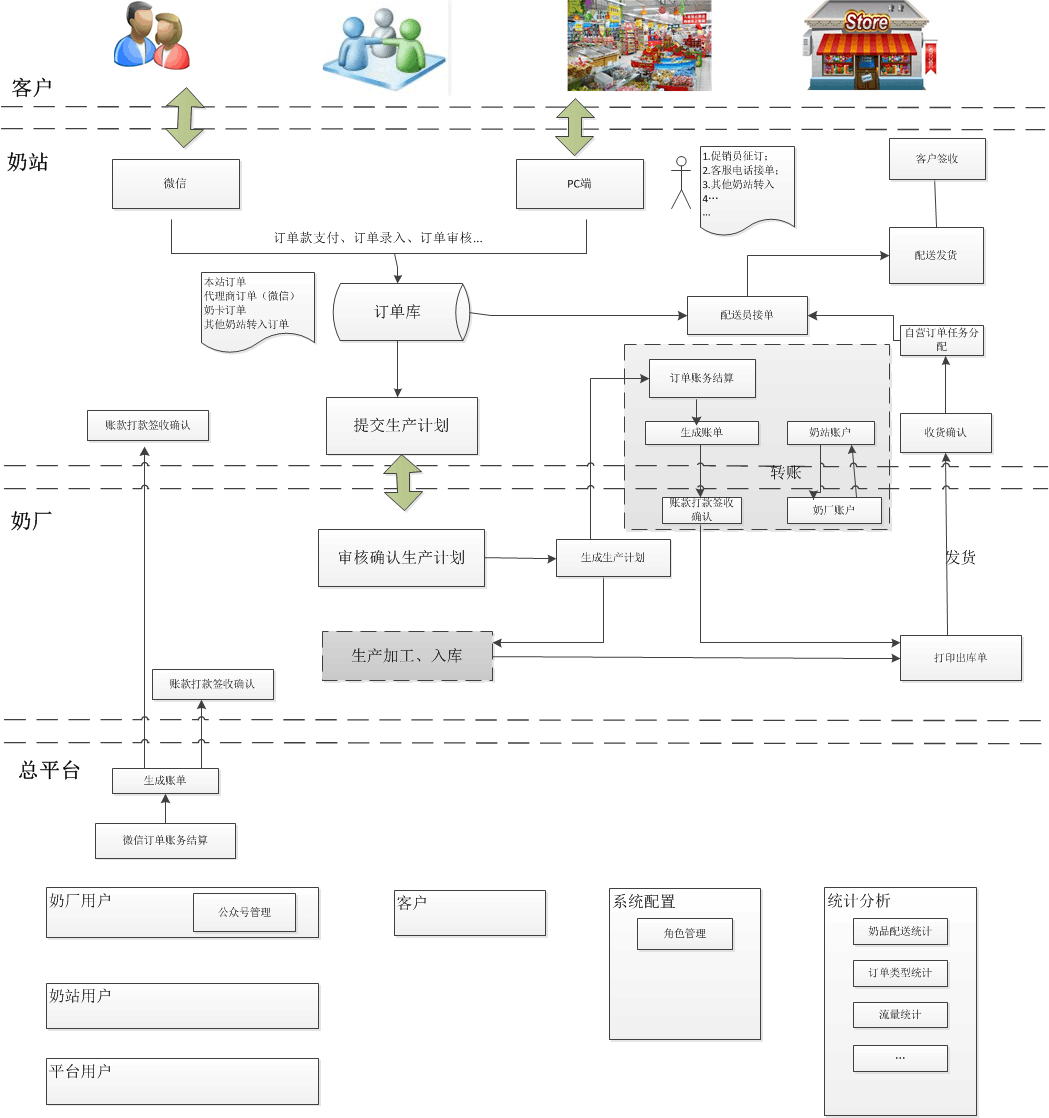 Store
客户
奶站
微信
PC端
1.促销员征订；
2.客服电话接单；
3.其他奶站转入
4…
...
客户签收
订单款支付、订单录入、订单审核...
配送发货
本站订单
代理商订单（微信）
奶卡订单
其他奶站转入订单
订单库
配送员接单
自营订单任务分
配
订单账务结算
账款打款签收确认
提交生产计划
生成账单
奶站账户
收货确认
转账
奶厂
账款打款签收
确认
奶厂账户
审核确认生产计划
生成生产计划
发货
生产加工、入库
打印出库单
账款打款签收确认
总平台
生成账单
微信订单账务结算
奶厂用户
公众号管理
客户
系统配置
角色管理
统计分析
奶品配送统计
订单类型统计
流量统计
...
奶站用户
平台用户